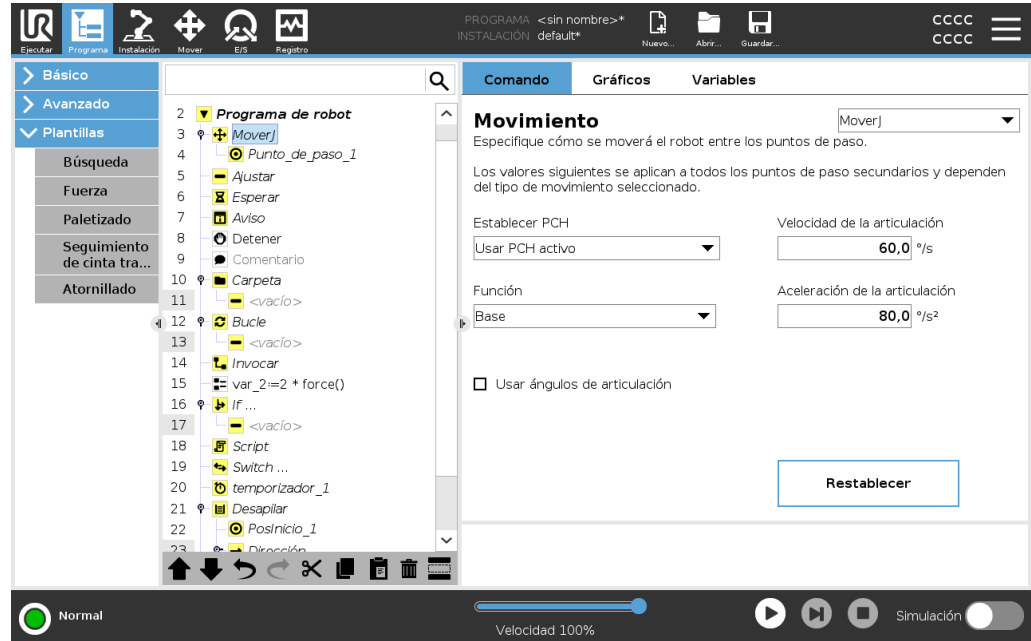 UR
PROGRAMA <sin nombre>*
INSTALACIÓN default*
CCCC
CCCC
Ejecutar Programa Instalación Mover E/S Registro Nuevo... Abrir... Guardar...
Básico
Avanzado
Plantillas
Búsqueda
Fuerza
Paletizado
Seguimiento
de cinta tra...
Atornillado
2 Programa de robot
3 MoverJ
4 Punto_de_paso_1
5 Ajustar
6 Esperar
7 Aviso
8 Detener
9 Comentario
10 Carpeta
11 <vacío>
12 Bucle
13 <vacío>
14 Invocar
15 var_2:=2 * force()
16 If ...
17 <vacío>
18 Script
19 Switch ...
20 temporizador_1
21 Desapilar
22 PosInicio_1
23 Dirección
Comando Gráficos Variables
Movimiento
MoverJ
Especifique cómo se moverá el robot entre los puntos de paso.
Los valores siguientes se aplican a todos los puntos de paso secundarios y dependen
del tipo de movimiento seleccionado.
Establecer PCH
Velocidad de la articulación
Usar PCH activo
60,0 °/s
Función
Aceleración de la articulación
Base
80,0 °/s²
Usar ángulos de articulación
Restablecer
Normal
Velocidad 100%
Simulación